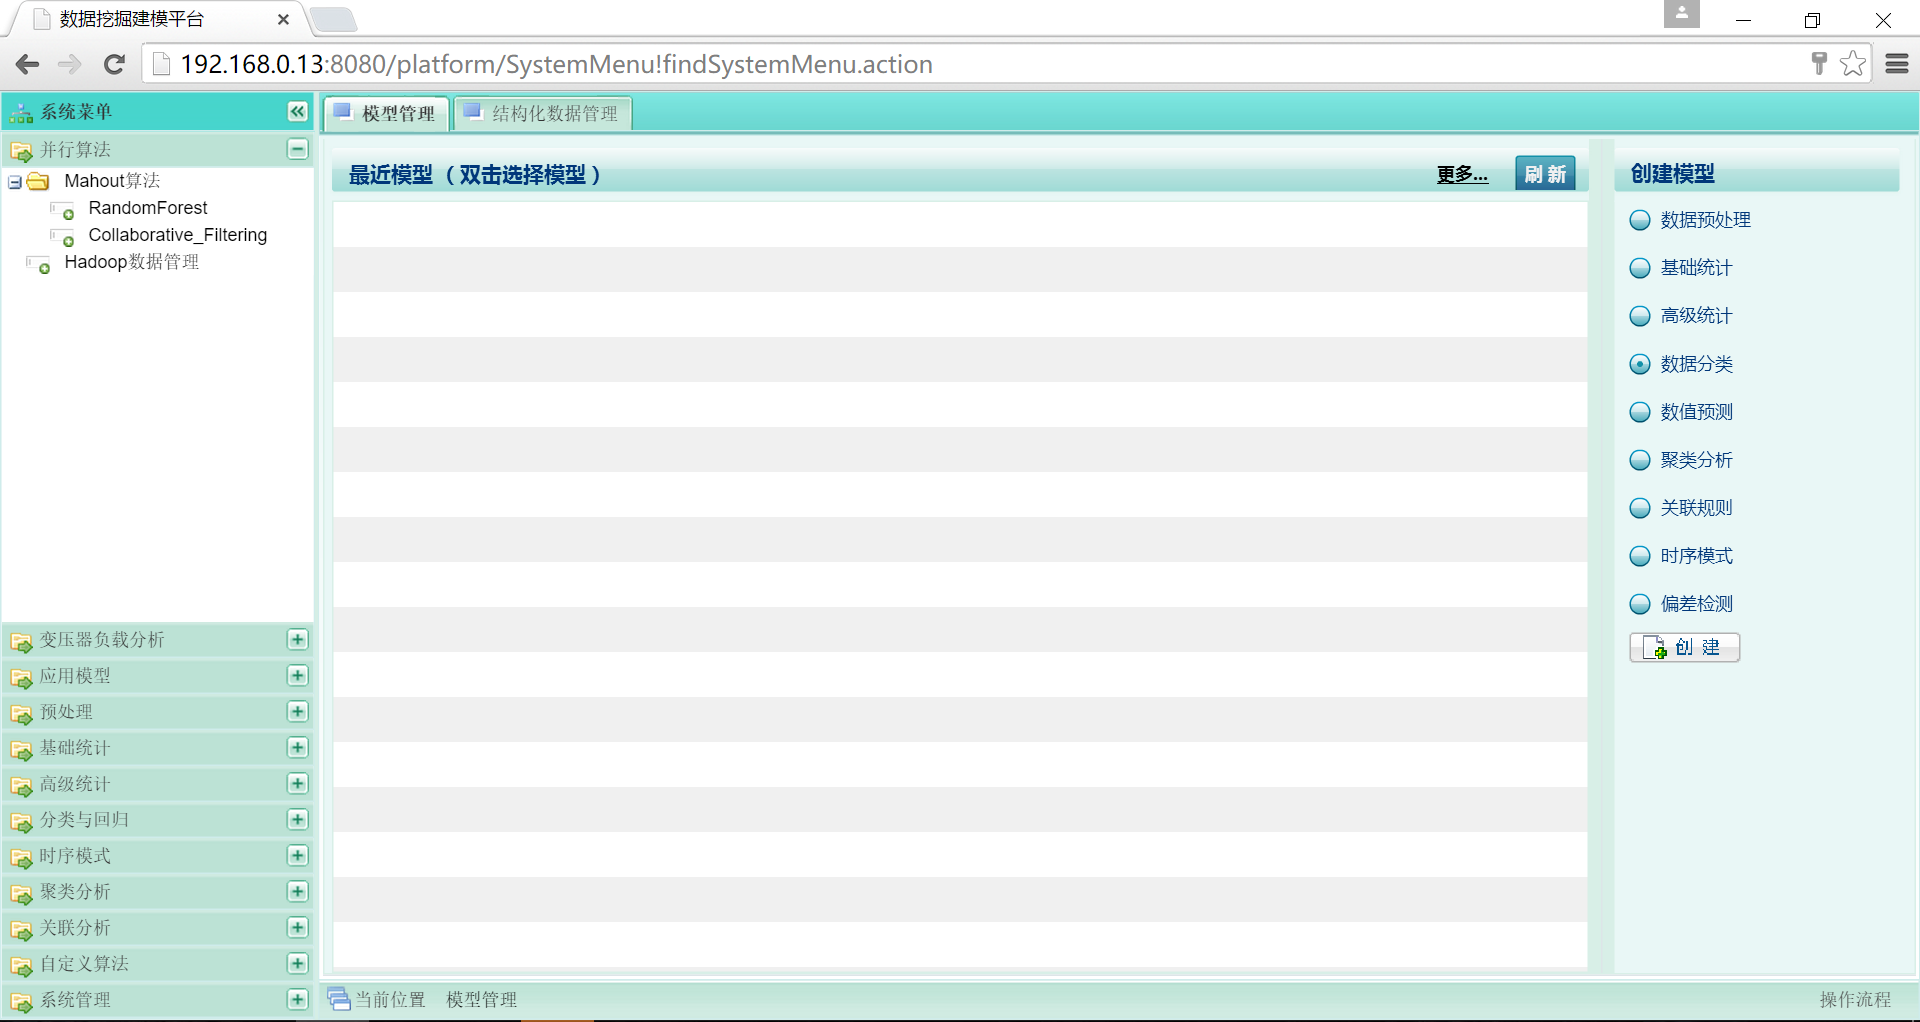 数据挖掘建模平台
192.168.0.13:8080/platform/SystemMenu!findSystemMenu.action
系统菜单
并行算法
Mahout算法
RandomForest
Collaborative_Filtering
Hadoop数据管理
变压器负载分析
应用模型
预处理
基础统计
高级统计
分类与回归
时序模式
聚类分析
关联分析
自定义算法
系统管理
模型管理 结构化数据管理
最近模型（双击选择模型） 更多... 刷 新
创建模型
数据预处理
基础统计
高级统计
数据分类
数值预测
聚类分析
关联规则
时序模式
偏差检测
创 建
当前位置 模型管理 操作流程